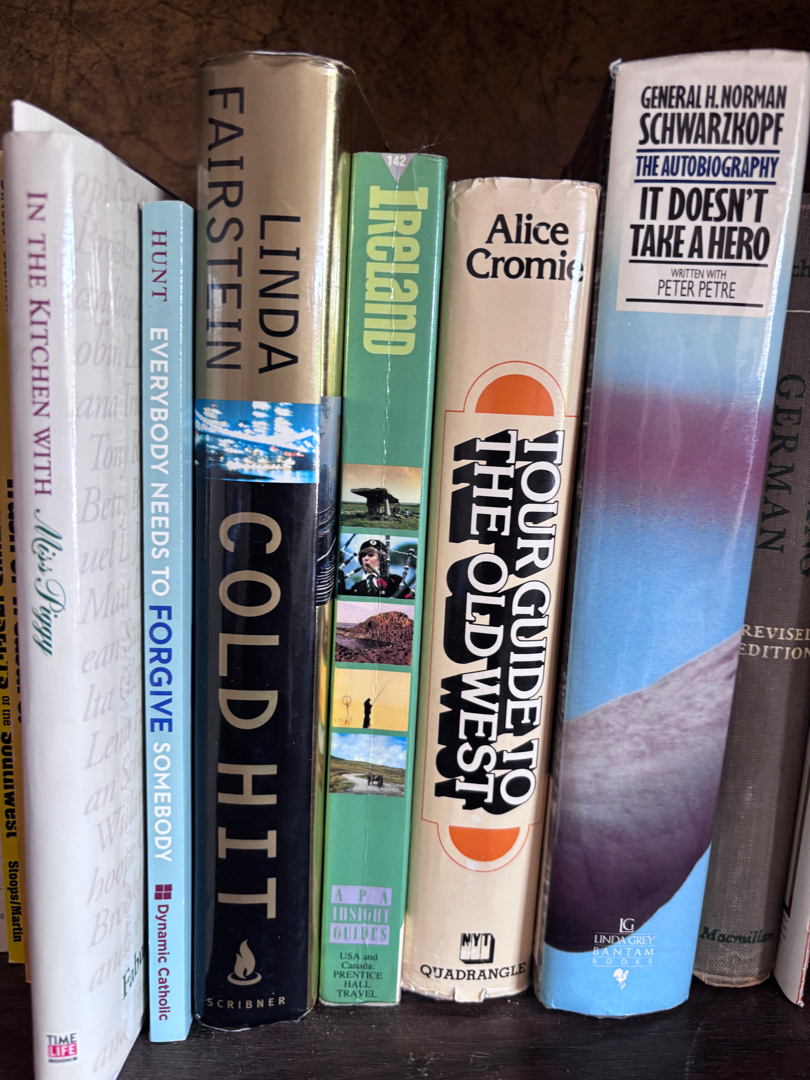 Southwest
Stoops/Martin
IN THE KITCHEN WITH Miss Piggy
TIME
LIFE
BOOKS
HUNT
EVERYBODY NEEDS TO FORGIVE SOMEBODY
Dynamic Catholic
LINDA
FAIRSTEIN
COLD HIT
SCRIBNER
142
IRELAND
APA
INSIGHT
GUIDES
USA and
Canada:
PRENTICE
HALL
TRAVEL
Alice
Cromie
TOUR GUIDE TO
THE OLD WEST
NYT
QUADRANGLE
GENERAL H. NORMAN
SCHWARZKOPF
THE AUTOBIOGRAPHY
IT DOESN'T
TAKE A HERO
WRITTEN WITH
PETER PETRE
LG
LINDA GREY
BANTAM
BOOKS
GERMAN
REVISED
EDITION
Macmillan